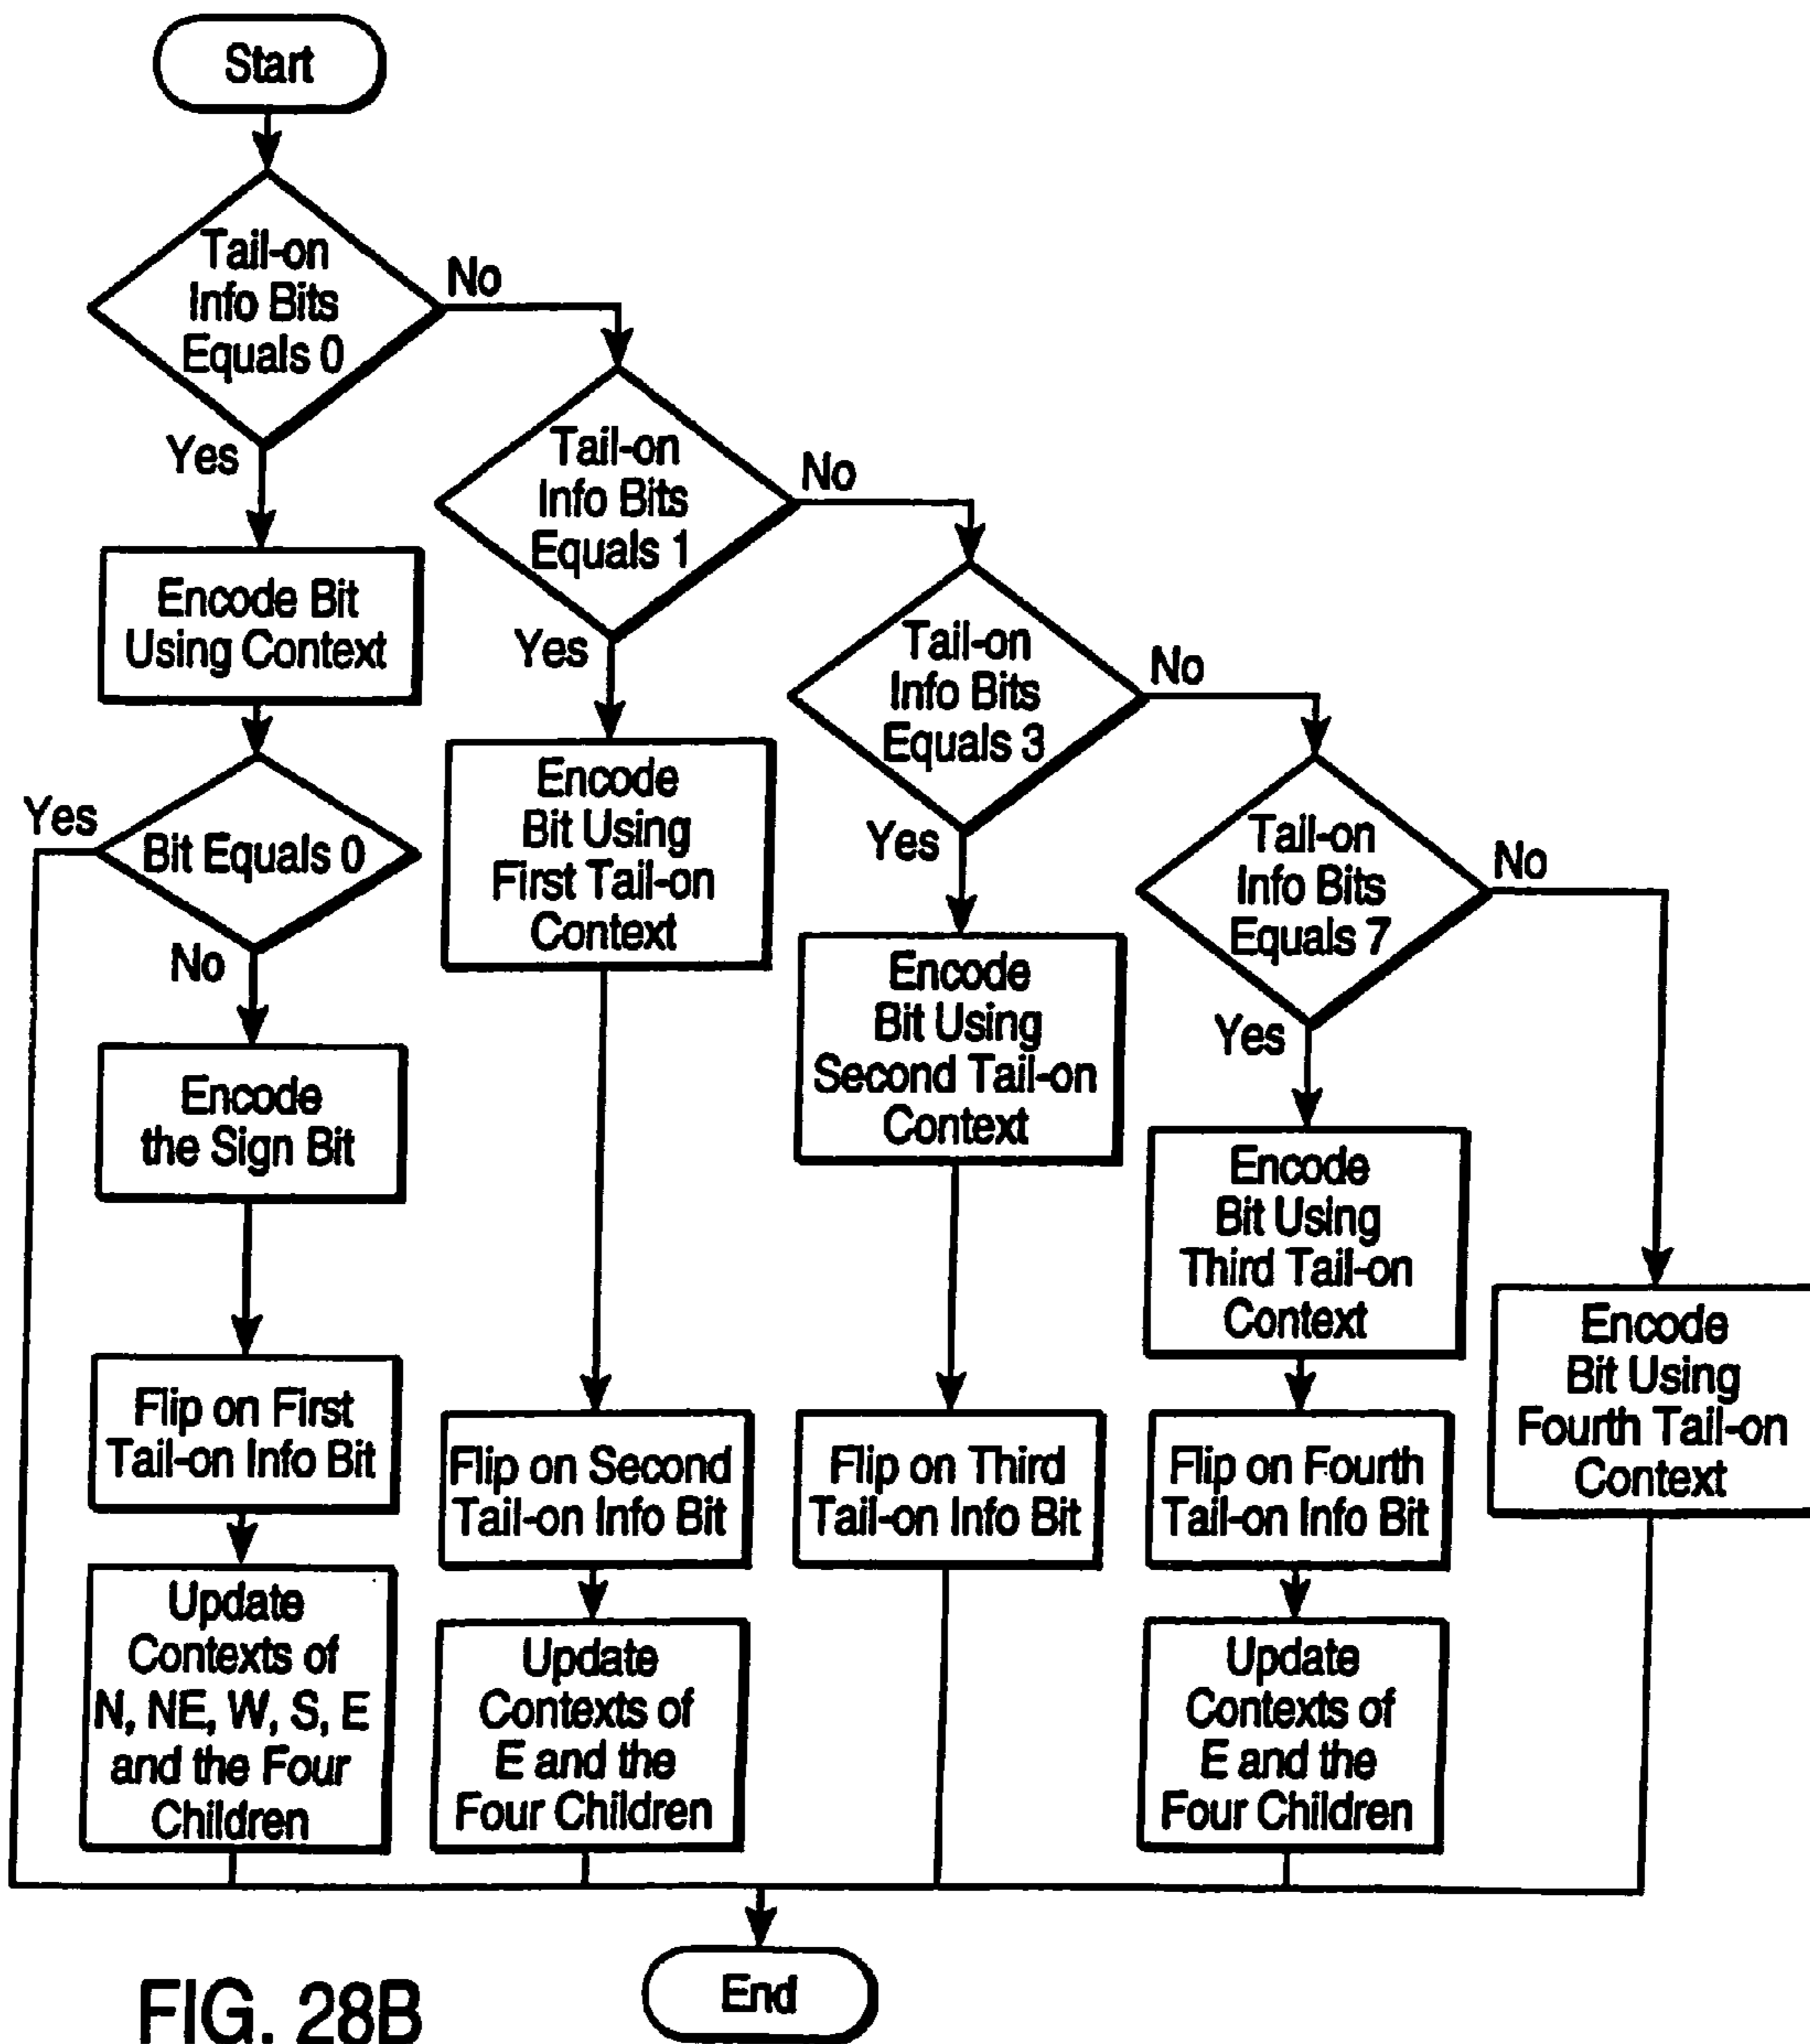 Start
Tail-on
Info Bits
Equals 0
No
Yes
Tail-on
Info Bits
Equals 1
No
Yes
Tail-on
Info Bits
Equals 3
No
Yes
Tail-on
Info Bits
Equals 7
No
Yes
Encode Bit
Using Context
Bit Equals 0
Yes
No
Encode
the Sign Bit
Flip on First
Tail-on Info Bit
Update
Contexts of
N, NE, W, S, E
and the Four
Children
Encode
Bit Using
First Tail-on
Context
Flip on Second
Tail-on Info Bit
Update
Contexts of
E and the
Four Children
Encode
Bit Using
Second Tail-on
Context
Flip on Third
Tail-on Info Bit
Encode
Bit Using
Third Tail-on
Context
Flip on Fourth
Tail-on Info Bit
Update
Contexts of
E and the
Four Children
Encode
Bit Using
Fourth Tail-on
Context
End
FIG. 28B